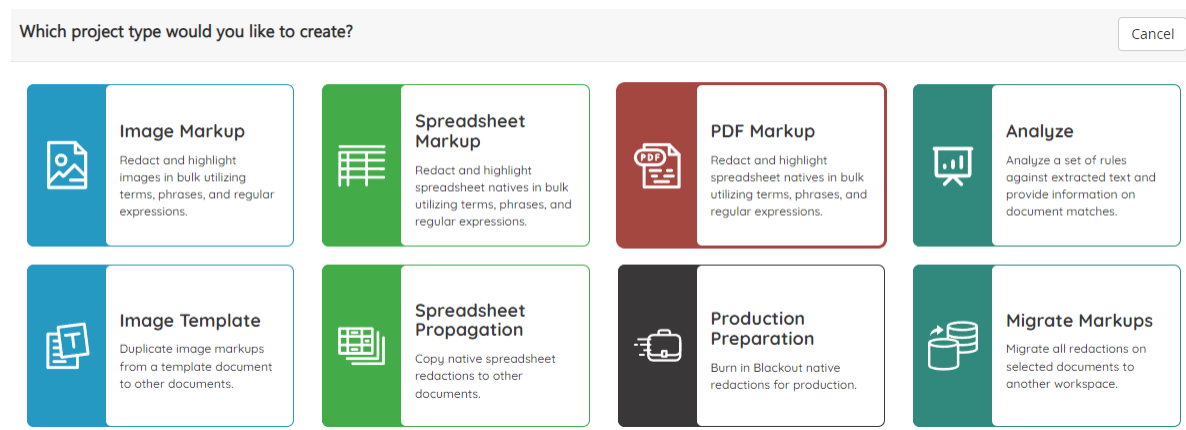 Which project type would you like to create?
Cancel
Image Markup
Redact and highlight
images in bulk utilizing
terms, phrases, and regular
expressions.
Spreadsheet
Markup
Redact and highlight
spreadsheet natives in bulk
utilizing terms, phrases, and
regular expressions.
PDF
PDF Markup
Redact and highlight
spreadsheet natives in bulk
utilizing terms, phrases, and
regular expressions.
Analyze
Analyze a set of rules
against extracted text and
provide information on
document matches.
T
Image Template
Duplicate image markups
from a template document
to other documents.
Spreadsheet
Propagation
Copy native spreadsheet
redactions to other
documents.
Production
Preparation
Burn in Blackout native
redactions for production.
Migrate Markups
Migrate all redactions on
selected documents to
another workspace.